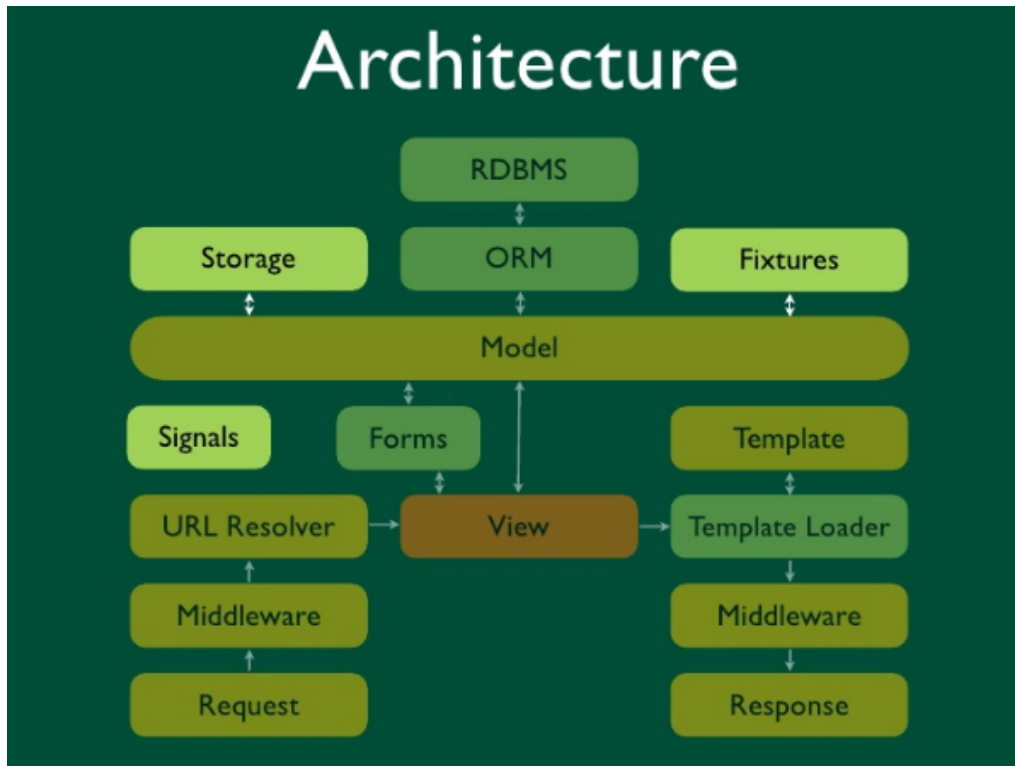 Architecture
RDBMS
Storage
ORM
Fixtures
Model
Signals
Forms
Template
URL Resolver
View
Template Loader
Middleware
Middleware
Request
Response